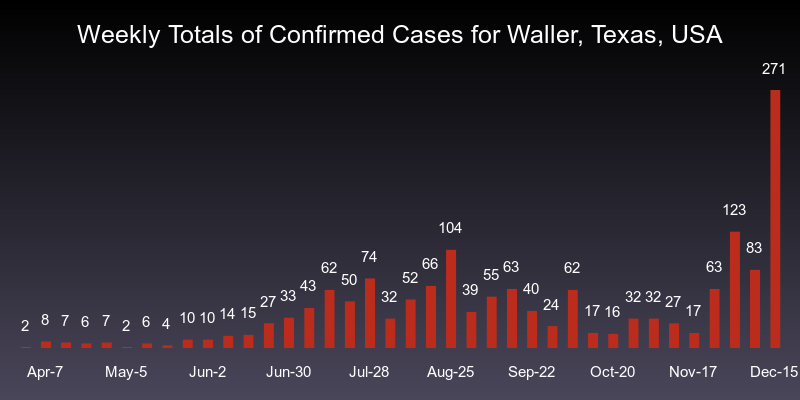 Weekly Totals of Confirmed Cases for Waller, Texas, USA
2 8 7 6 7 2 6 4 10 10 14 15 27 33 43 62 50 74 32 52 66 104 39 55 63 40 24 62 17 16 32 32 27 17 63 123 83 271
Apr-7 May-5 Jun-2 Jun-30 Jul-28 Aug-25 Sep-22 Oct-20 Nov-17 Dec-15